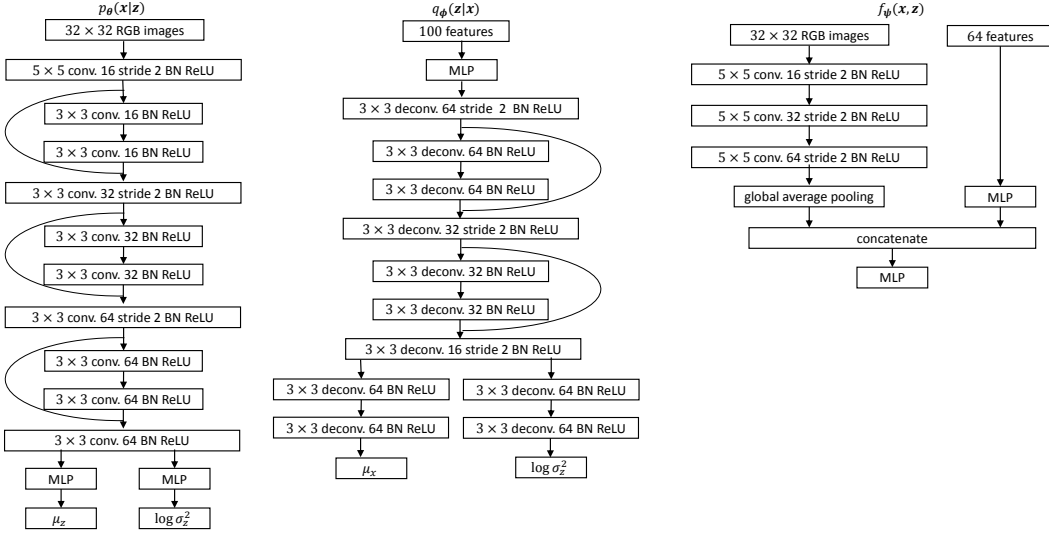 p_θ(x|z)
32 × 32 RGB images
5 × 5 conv. 16 stride 2 BN ReLU
3 × 3 conv. 16 BN ReLU
3 × 3 conv. 16 BN ReLU
3 × 3 conv. 32 stride 2 BN ReLU
3 × 3 conv. 32 BN ReLU
3 × 3 conv. 32 BN ReLU
3 × 3 conv. 64 stride 2 BN ReLU
3 × 3 conv. 64 BN ReLU
3 × 3 conv. 64 BN ReLU
3 × 3 conv. 64 BN ReLU
MLP
MLP
μ_z
log σ_z^2
q_ϕ(z|x)
100 features
MLP
3 × 3 deconv. 64 stride 2 BN ReLU
3 × 3 deconv. 64 BN ReLU
3 × 3 deconv. 64 BN ReLU
3 × 3 deconv. 32 stride 2 BN ReLU
3 × 3 deconv. 32 BN ReLU
3 × 3 deconv. 32 BN ReLU
3 × 3 deconv. 16 stride 2 BN ReLU
3 × 3 deconv. 64 BN ReLU
3 × 3 deconv. 64 BN ReLU
3 × 3 deconv. 64 BN ReLU
3 × 3 deconv. 64 BN ReLU
μ_x
log σ_z^2
f_ψ(x, z)
32 × 32 RGB images
64 features
5 × 5 conv. 16 stride 2 BN ReLU
5 × 5 conv. 32 stride 2 BN ReLU
5 × 5 conv. 64 stride 2 BN ReLU
global average pooling
MLP
concatenate
MLP